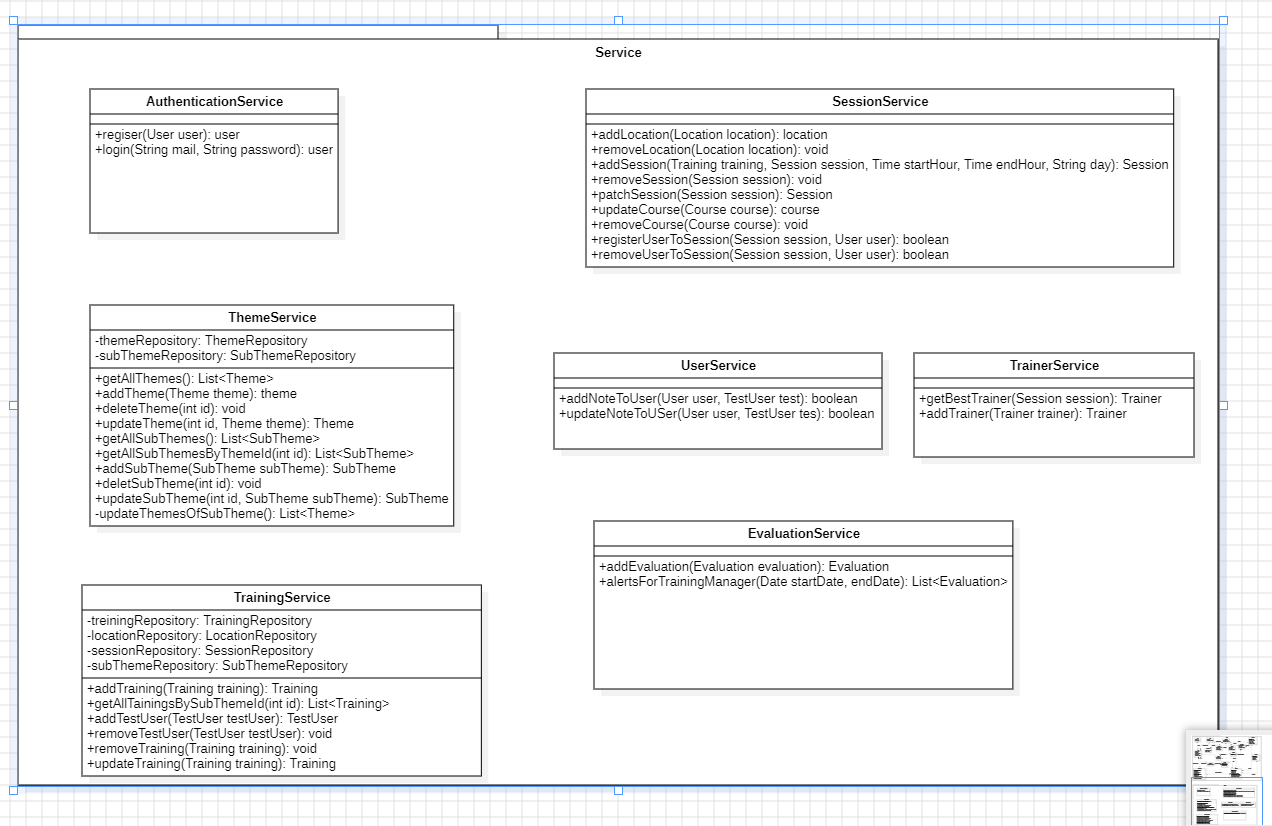 Service
AuthenticationService
+regiser(User user): user
+login(String mail, String password): user
SessionService
+addLocation(Location location): location
+removeLocation(Location location): void
+addSession(Training training, Session session, Time startHour, Time endHour, String day): Session
+removeSession(Session session): void
+patchSession(Session session): Session
+updateCourse(Course course): course
+removeCourse(Course course): void
+registerUserToSession(Session session, User user): boolean
+removeUserToSession(Session session, User user): boolean
ThemeService
-themeRepository: ThemeRepository
-subThemeRepository: SubThemeRepository
+getAllThemes(): List<Theme>
+addTheme(Theme theme): theme
+deleteTheme(int id): void
+updateTheme(int id, Theme theme): Theme
+getAllSubThemes(): List<SubTheme>
+getAllSubThemesByThemeId(int id): List<SubTheme>
+addSubTheme(SubTheme subTheme): SubTheme
+deletSubTheme(int id): void
+updateSubTheme(int id, SubTheme subTheme): SubTheme
-updateThemesOfSubTheme(): List<Theme>
UserService
+addNoteToUser(User user, TestUser test): boolean
+updateNoteToUSer(User user, TestUser tes): boolean
TrainerService
+getBestTrainer(Session session): Trainer
+addTrainer(Trainer trainer): Trainer
EvaluationService
+addEvaluation(Evaluation evaluation): Evaluation
+alertsForTrainingManager(Date startDate, endDate): List<Evaluation>
TrainingService
-treiningRepository: TrainingRepository
-locationRepository: LocationRepository
-sessionRepository: SessionRepository
-subThemeRepository: SubThemeRepository
+addTraining(Training training): Training
+getAllTainingsBySubThemeId(int id): List<Training>
+addTestUser(TestUser testUser): TestUser
+removeTestUser(TestUser testUser): void
+removeTraining(Training training): void
+updateTraining(Training training): Training